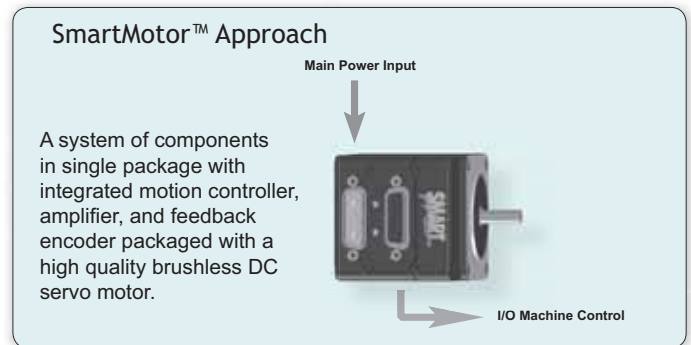 SmartMotor™ Approach
Main Power Input
A system of components
in single package with
integrated motion controller,
amplifier, and feedback
encoder packaged with a
high quality brushless DC
servo motor.
SMART
I/O Machine Control